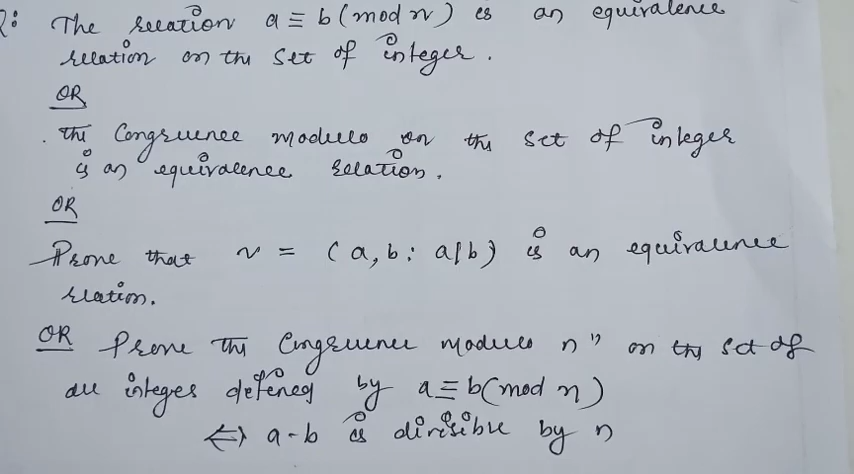 Q: The relation a ≡ b (mod n) is an equivalence
relation on the set of integer.
OR
. The Congruence modulo on the set of integer
is an equivalence relation.
OR
Prove that r = (a, b : a|b) is an equivalence
relation.
OR Prove the Congruence modulo n" on the set of
all integes defened by a ≡ b (mod n)
⟺ a - b is divisible by n